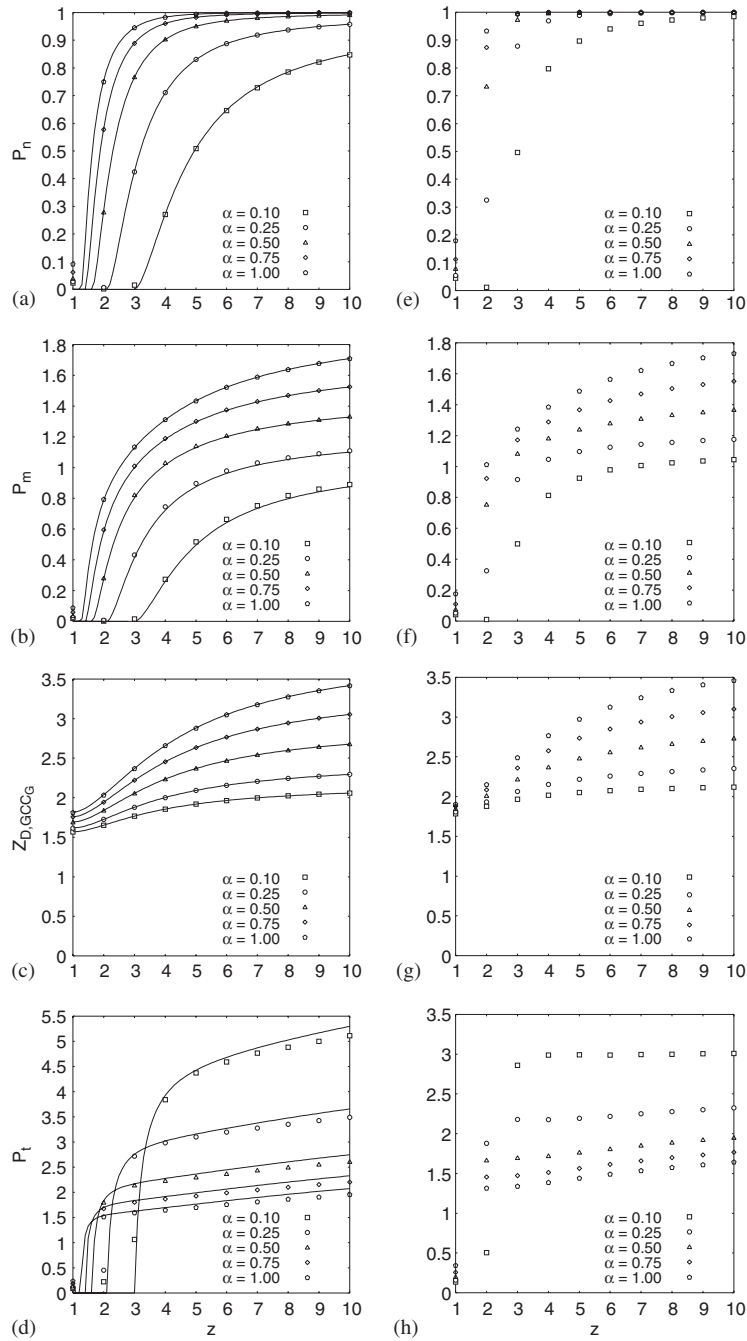 1
0.9
0.8
0.7
0.6
0.5
0.4
0.3
0.2
0.1
0
P_n
α = 0.10
α = 0.25
α = 0.50
α = 0.75
α = 1.00
(a)
1 2 3 4 5 6 7 8 9 10
1
0.9
0.8
0.7
0.6
0.5
0.4
0.3
0.2
0.1
0
α = 0.10
α = 0.25
α = 0.50
α = 0.75
α = 1.00
(e)
1 2 3 4 5 6 7 8 9 10
1.8
1.6
1.4
1.2
1
0.8
0.6
0.4
0.2
0
P_m
α = 0.10
α = 0.25
α = 0.50
α = 0.75
α = 1.00
(b)
1 2 3 4 5 6 7 8 9 10
1.8
1.6
1.4
1.2
1
0.8
0.6
0.4
0.2
0
α = 0.10
α = 0.25
α = 0.50
α = 0.75
α = 1.00
(f)
1 2 3 4 5 6 7 8 9 10
3.5
3
2.5
2
1.5
1
0.5
0
Z_D,GCC_G
α = 0.10
α = 0.25
α = 0.50
α = 0.75
α = 1.00
(c)
1 2 3 4 5 6 7 8 9 10
3.5
3
2.5
2
1.5
1
0.5
0
α = 0.10
α = 0.25
α = 0.50
α = 0.75
α = 1.00
(g)
1 2 3 4 5 6 7 8 9 10
5.5
5
4.5
4
3.5
3
2.5
2
1.5
1
0.5
0
P_t
α = 0.10
α = 0.25
α = 0.50
α = 0.75
α = 1.00
(d)
1 2 3 4 5 6 7 8 9 10
z
3.5
3
2.5
2
1.5
1
0.5
0
α = 0.10
α = 0.25
α = 0.50
α = 0.75
α = 1.00
(h)
1 2 3 4 5 6 7 8 9 10
z